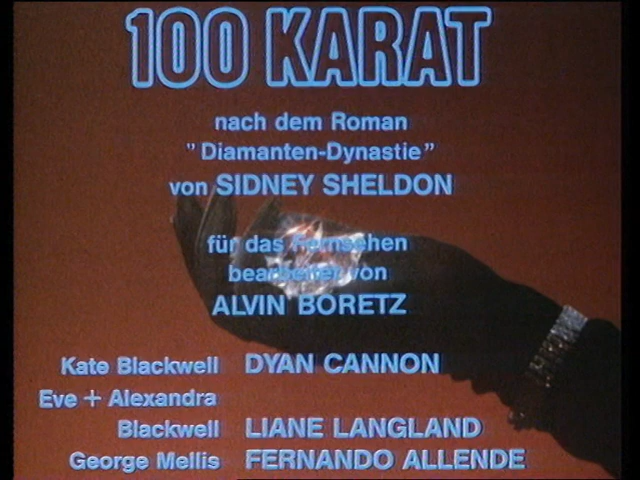 100 KARAT
nach dem Roman
"Diamanten-Dynastie"
von SIDNEY SHELDON
für das Fernsehen
bearbeitet von
ALVIN BORETZ
Kate Blackwell DYAN CANNON
Eve + Alexandra
Blackwell LIANE LANGLAND
George Mellis FERNANDO ALLENDE